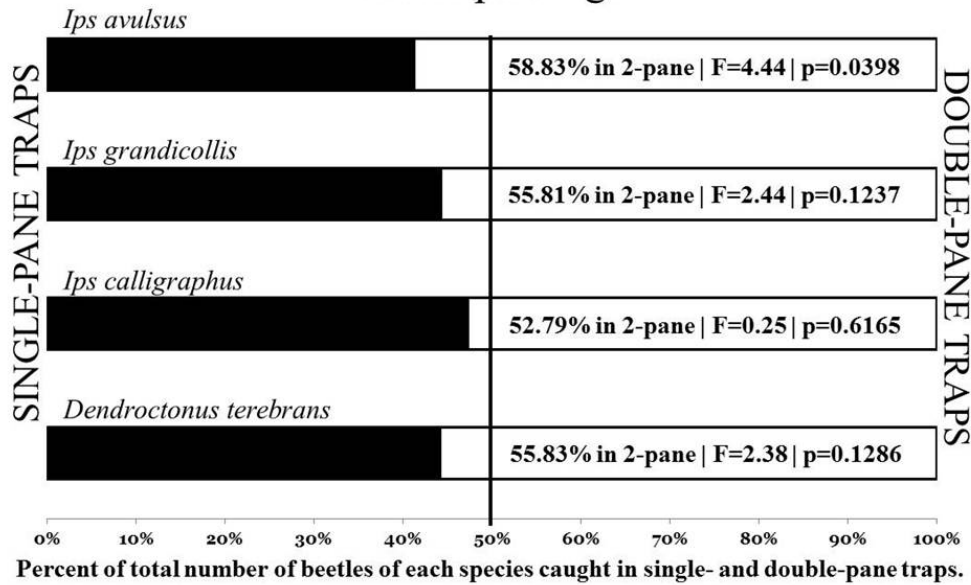 Ips avulsus
58.83% in 2-pane | F=4.44 | p=0.0398
Ips grandicollis
55.81% in 2-pane | F=2.44 | p=0.1237
Ips calligraphus
52.79% in 2-pane | F=0.25 | p=0.6165
Dendroctonus terebrans
55.83% in 2-pane | F=2.38 | p=0.1286
SINGLE-PANE TRAPS
DOUBLE-PANE TRAPS
0% 10% 20% 30% 40% 50% 60% 70% 80% 90% 100%
Percent of total number of beetles of each species caught in single- and double-pane traps.